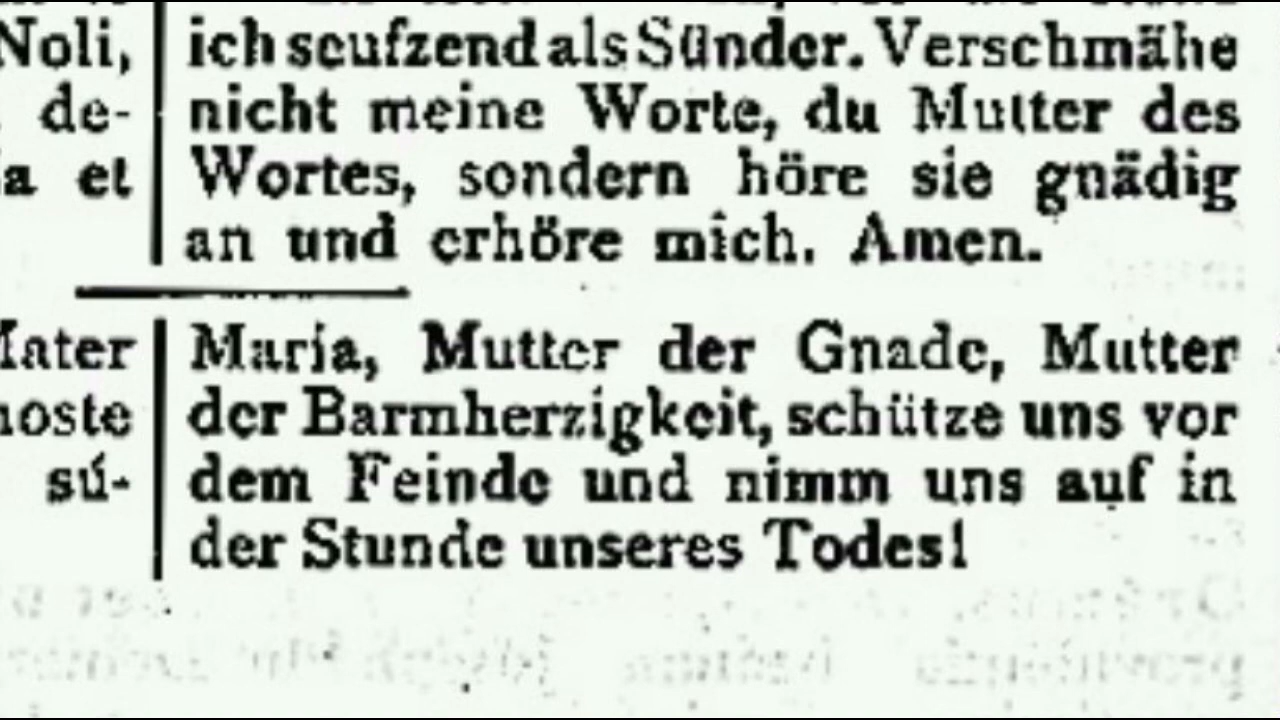 Noli,
de-
et
ich seufzend als Sünder. Verschmähe
nicht meine Worte, du Mutter des
Wortes, sondern höre sie gnädig
an und erhöre mich. Amen.
Mater
sú-
Maria, Mutter der Gnade, Mutter
der Barmherzigkeit, schütze uns vor
dem Feinde und nimm uns auf in
der Stunde unseres Todes!